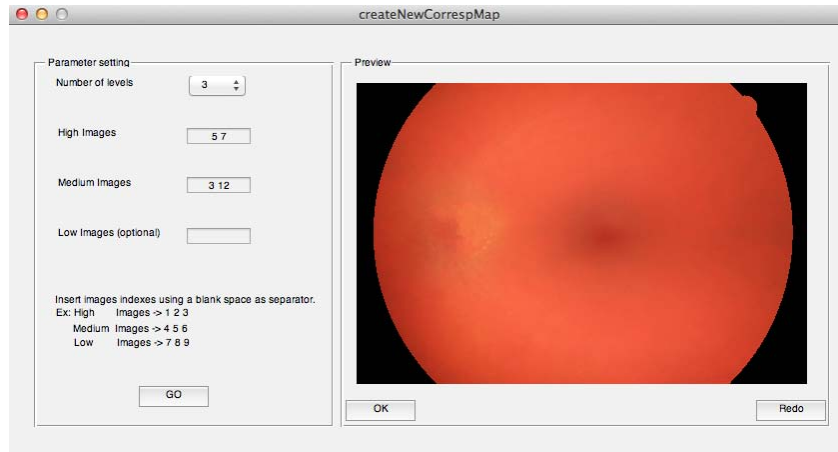 createNewCorrespMap
Parameter setting
Number of levels 3
High Images 5 7
Medium Images 3 12
Low Images (optional)
Insert images indexes using a blank space as separator.
Ex: High Images -> 1 2 3
Medium Images -> 4 5 6
Low Images -> 7 8 9
GO
Preview
OK Redo